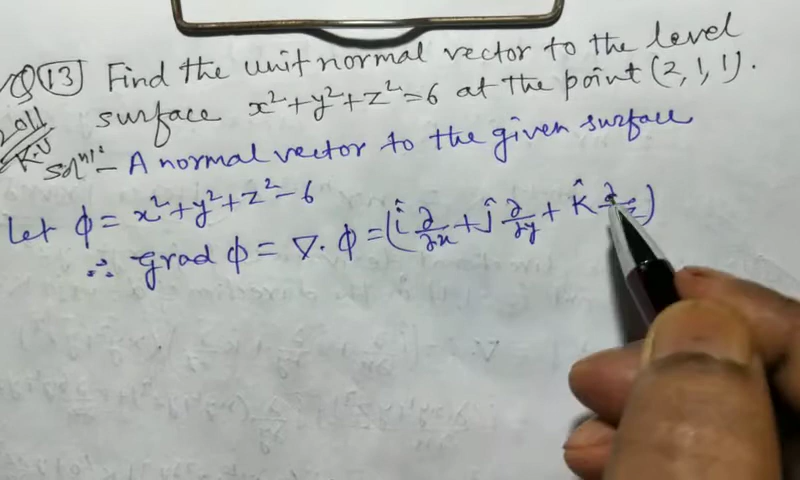 Q 13) Find the unit normal vector to the level
surface x²+y²+z²=6 at the point (2,1,1).
2011
K.U
Solⁿ:- A normal vector to the given surface
Let ϕ = x²+y²+z²-6
∴ grad ϕ = ∇·ϕ = (î ∂/∂x + ĵ ∂/∂y + k̂ ∂/∂z)